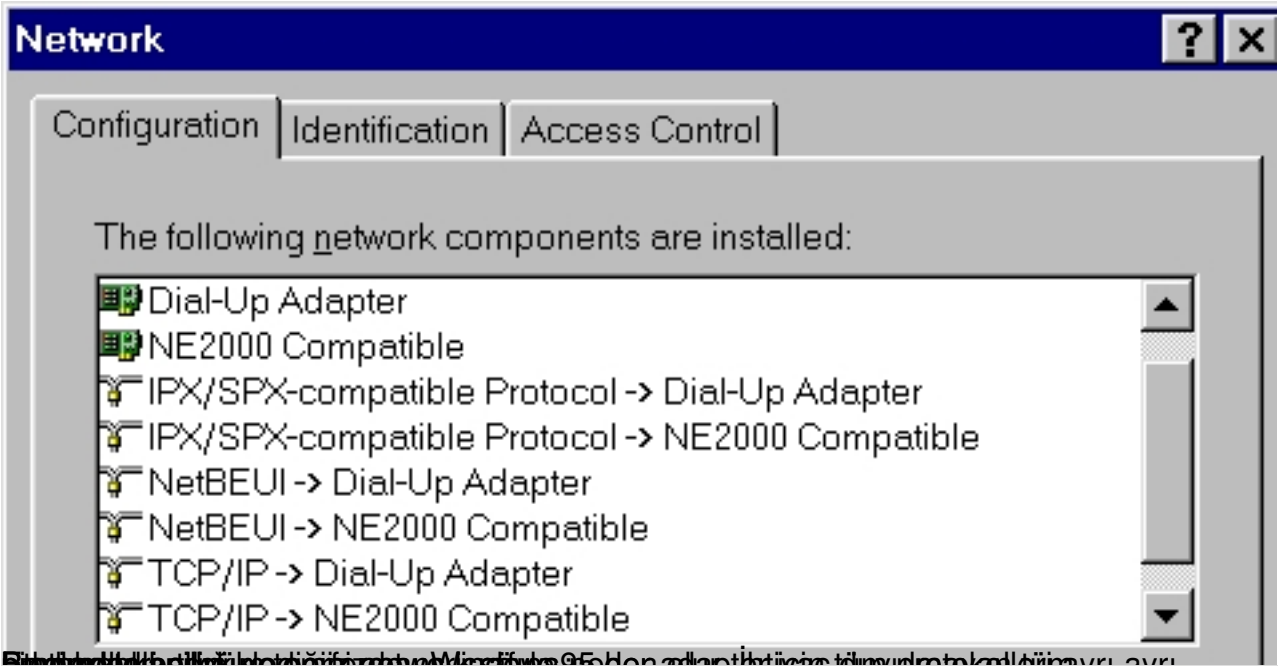 Network
Configuration
Identification
Access Control
The following network components are installed:
Dial-Up Adapter
NE2000 Compatible
IPX/SPX-compatible Protocol -> Dial-Up Adapter
IPX/SPX-compatible Protocol -> NE2000 Compatible
NetBEUI -> Dial-Up Adapter
NetBEUI -> NE2000 Compatible
TCP/IP -> Dial-Up Adapter
TCP/IP -> NE2000 Compatible